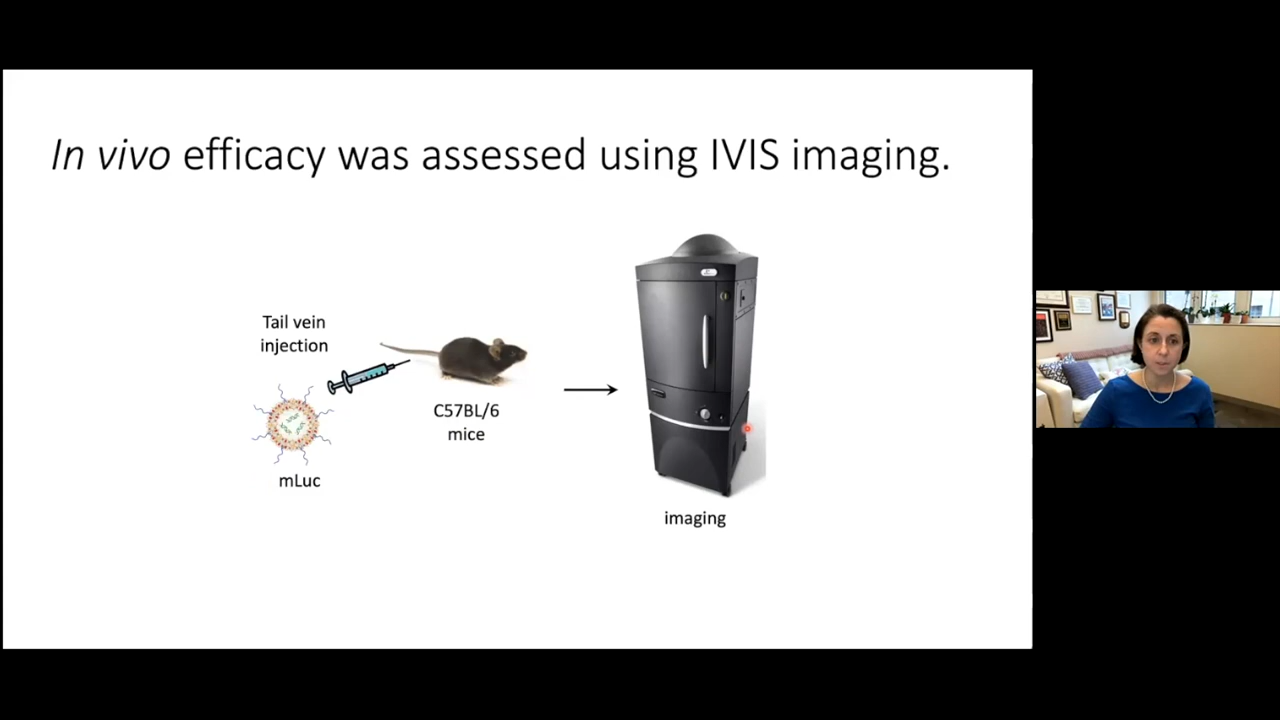 In vivo efficacy was assessed using IVIS imaging.
Tail vein
injection
C57BL/6
mice
mLuc
imaging